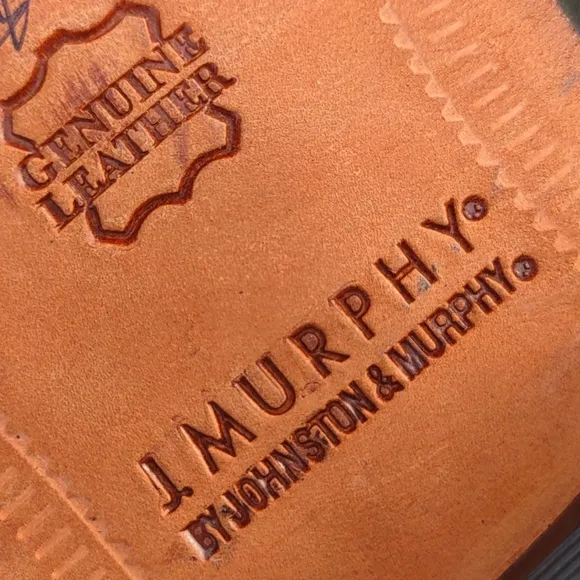 GENUINE
LEATHER
J. MURPHY®
BY JOHNSTON & MURPHY®